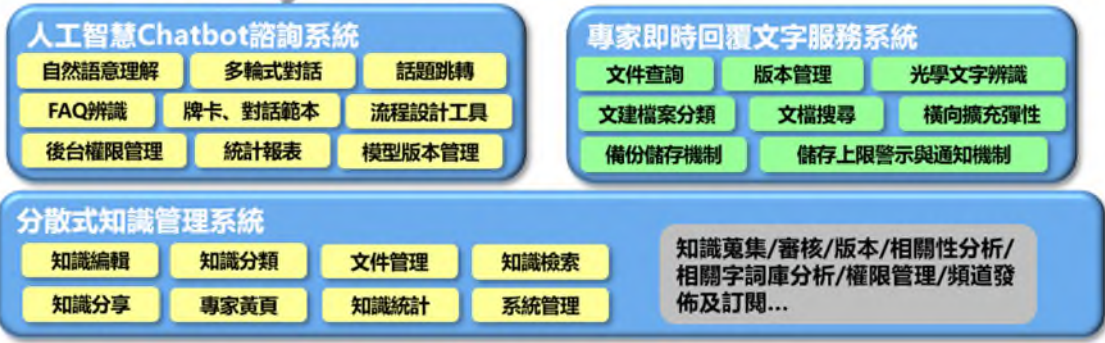 人工智慧Chatbot諮詢系統
自然語意理解
多輪式對話
話題跳轉
FAQ辨識
牌卡、對話範本
流程設計工具
後台權限管理
統計報表
模型版本管理
專家即時回覆文字服務系統
文件查詢
版本管理
光學文字辨識
文建檔案分類
文檔搜尋
橫向擴充彈性
備份儲存機制
儲存上限警示與通知機制
分散式知識管理系統
知識編輯
知識分類
文件管理
知識檢索
知識分享
專家黃頁
知識統計
系統管理
知識蒐集/審核/版本/相關性分析/
相關字詞庫分析/權限管理/頻道發
佈及訂閱...